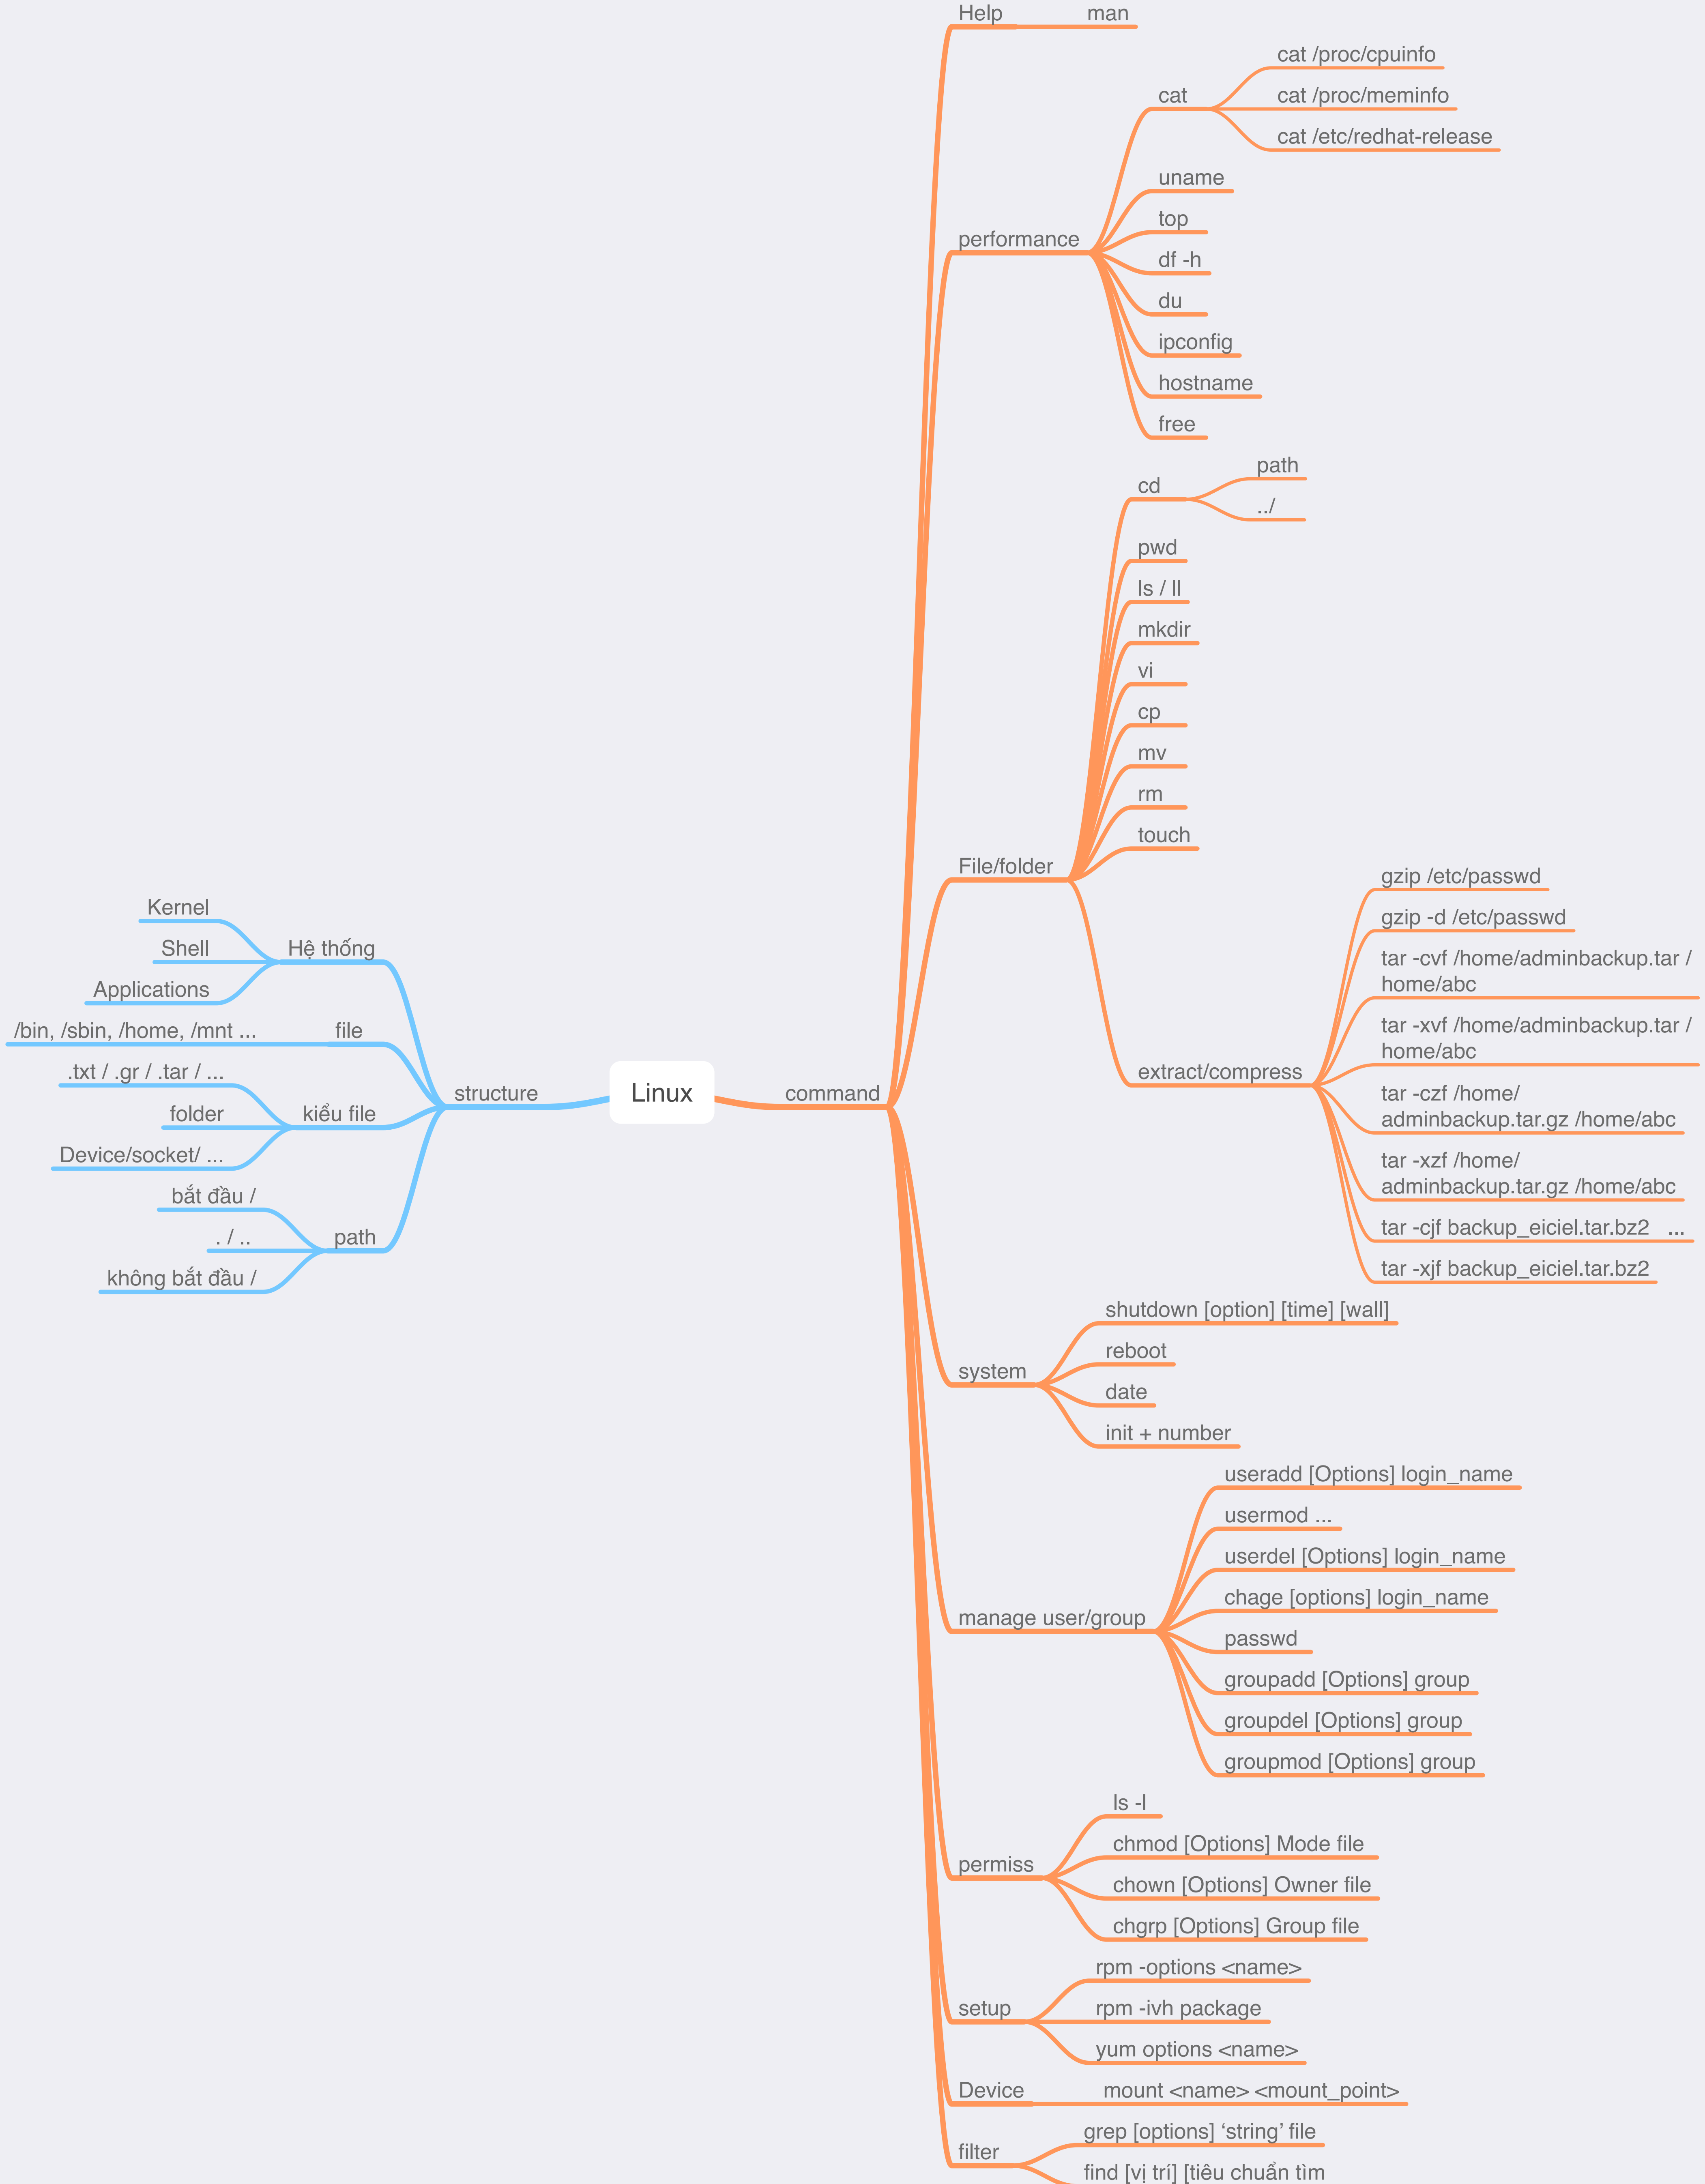 Linux
structure
Hệ thống
Kernel
Shell
Applications
file
/bin, /sbin, /home, /mnt ...
kiểu file
.txt / .gr / .tar / ...
folder
Device/socket/ ...
path
bắt đầu /
. / ..
không bắt đầu /
command
Help
man
performance
cat
cat /proc/cpuinfo
cat /proc/meminfo
cat /etc/redhat-release
uname
top
df -h
du
ipconfig
hostname
free
File/folder
cd
path
../
pwd
ls / ll
mkdir
vi
cp
mv
rm
touch
extract/compress
gzip /etc/passwd
gzip -d /etc/passwd
tar -cvf /home/adminbackup.tar /
home/abc
tar -xvf /home/adminbackup.tar /
home/abc
tar -czf /home/
adminbackup.tar.gz /home/abc
tar -xzf /home/
adminbackup.tar.gz /home/abc
tar -cjf backup_eiciel.tar.bz2 ...
tar -xjf backup_eiciel.tar.bz2
system
shutdown [option] [time] [wall]
reboot
date
init + number
manage user/group
useradd [Options] login_name
usermod ...
userdel [Options] login_name
chage [options] login_name
passwd
groupadd [Options] group
groupdel [Options] group
groupmod [Options] group
permiss
ls -l
chmod [Options] Mode file
chown [Options] Owner file
chgrp [Options] Group file
setup
rpm -options <name>
rpm -ivh package
yum options <name>
Device
mount <name> <mount_point>
filter
grep [options] ‘string’ file
find [vị trí] [tiêu chuẩn tìm